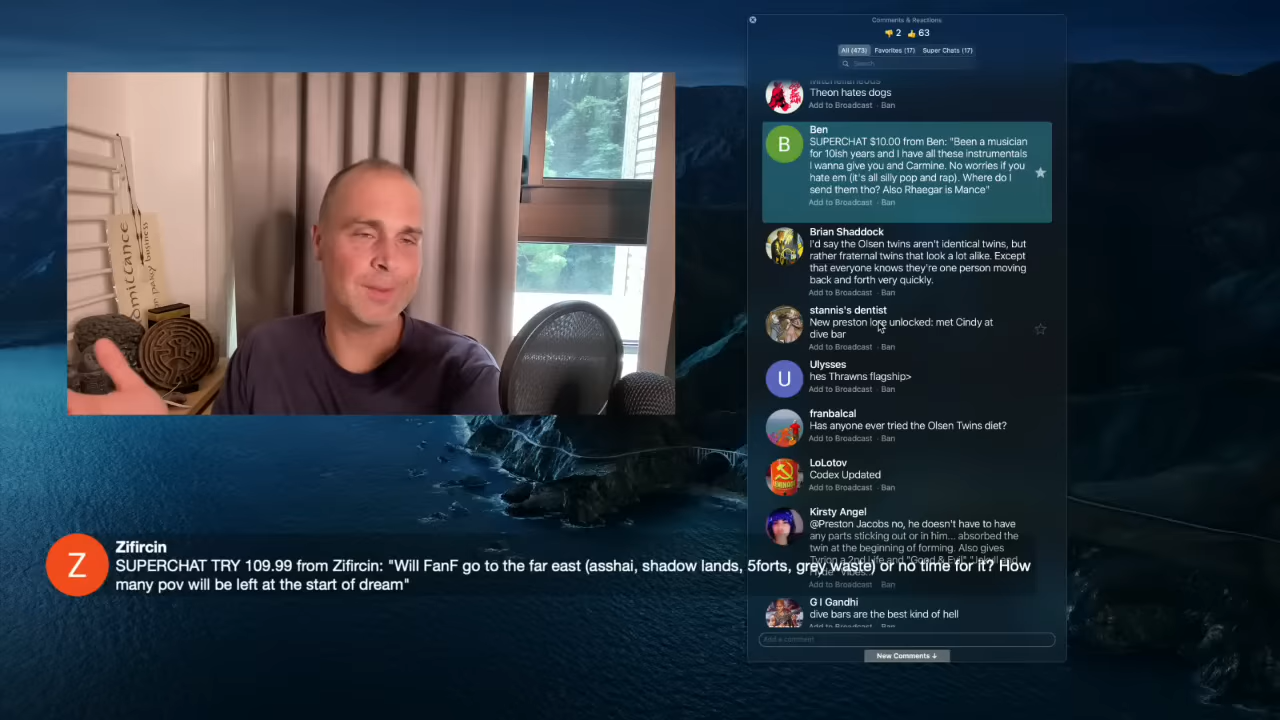 Comments & Reactions
👎 2 👍 63
All (473) Favorites (17) Super Chats (17)
Search
Theon hates dogs
Add to Broadcast · Ban
B
Ben
SUPERCHAT $10.00 from Ben: "Been a musician
for 10ish years and I have all these instrumentals
I wanna give you and Carmine. No worries if you
hate em (it's all silly pop and rap). Where do I
send them tho? Also Rhaegar is Mance"
Add to Broadcast · Ban
Brian Shaddock
I'd say the Olsen twins aren't identical twins, but
rather fraternal twins that look a lot alike. Except
that everyone knows they're one person moving
back and forth very quickly.
Add to Broadcast · Ban
stannis's dentist
New preston lore unlocked: met Cindy at
dive bar
Add to Broadcast · Ban
U
Ulysses
hes Thrawns flagship>
Add to Broadcast · Ban
franbalcal
Has anyone ever tried the Olsen Twins diet?
Add to Broadcast · Ban
LoLotov
Codex Updated
Add to Broadcast · Ban
Kirsty Angel
@Preston Jacobs no, he doesn't have to have
any parts sticking out or in him... absorbed the
twin at the beginning of forming. Also gives
Add to Broadcast · Ban
G I Gandhi
dive bars are the best kind of hell
Add to Broadcast · Ban
Add a comment
New Comments ↓
Z
Zifircin
SUPERCHAT TRY 109.99 from Zifircin: "Will FanF go to the far east (asshai, shadow lands, 5forts, grey waste) or no time for it? How
many pov will be left at the start of dream"